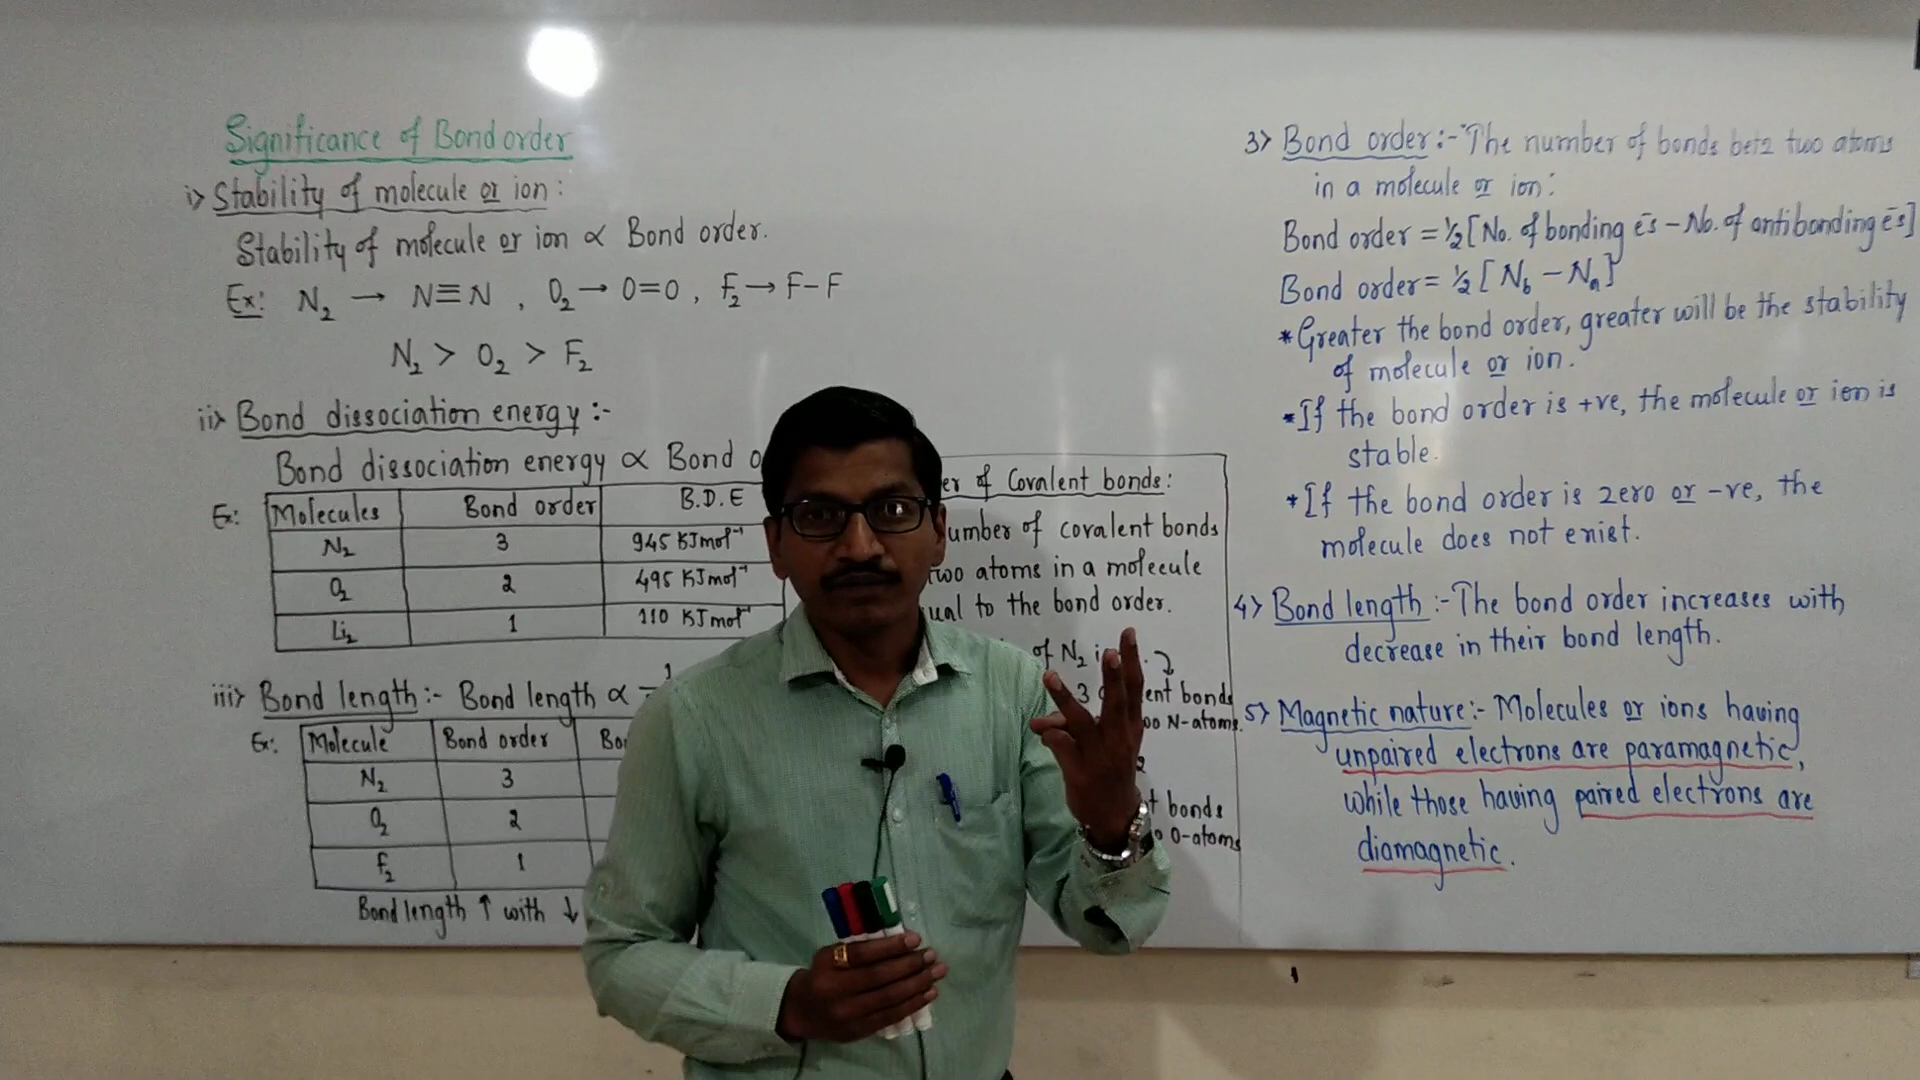 Significance of Bond order
i> Stability of molecule or ion:
Stability of molecule or ion ∝ Bond order.
Ex: N₂ → N≡N , O₂ → O=O , F₂ → F-F
N₂ > O₂ > F₂
ii> Bond dissociation energy :-
Bond dissociation energy ∝ Bond o
Ex: Molecules Bond order B.D.E
N₂ 3 945 KJmol⁻¹
O₂ 2 495 KJmol⁻¹
Li₂ 1 110 KJmol⁻¹
iii> Bond length :- Bond length ∝ 1
Ex: Molecule Bond order Bo
N₂ 3
O₂ 2
F₂ 1
Bond length ↑ with ↓
er of Covalent bonds:
umber of covalent bonds
two atoms in a molecule
ual to the bond order.
of N₂ i
3 ent bonds
N-atoms.
2
t bonds
O-atoms
3> Bond order :- The number of bonds betn two atoms
in a molecule or ion:
Bond order = ½ [No. of bonding ēs - No. of antibonding ēs]
Bond order = ½ [N_b - N_a]
*Greater the bond order, greater will be the stability
of molecule or ion.
*If the bond order is +ve, the molecule or ion is
stable.
*If the bond order is zero or -ve, the
molecule does not exist.
4> Bond length :- The bond order increases with
decrease in their bond length.
5> Magnetic nature :- Molecules or ions having
unpaired electrons are paramagnetic,
while those having paired electrons are
diamagnetic.